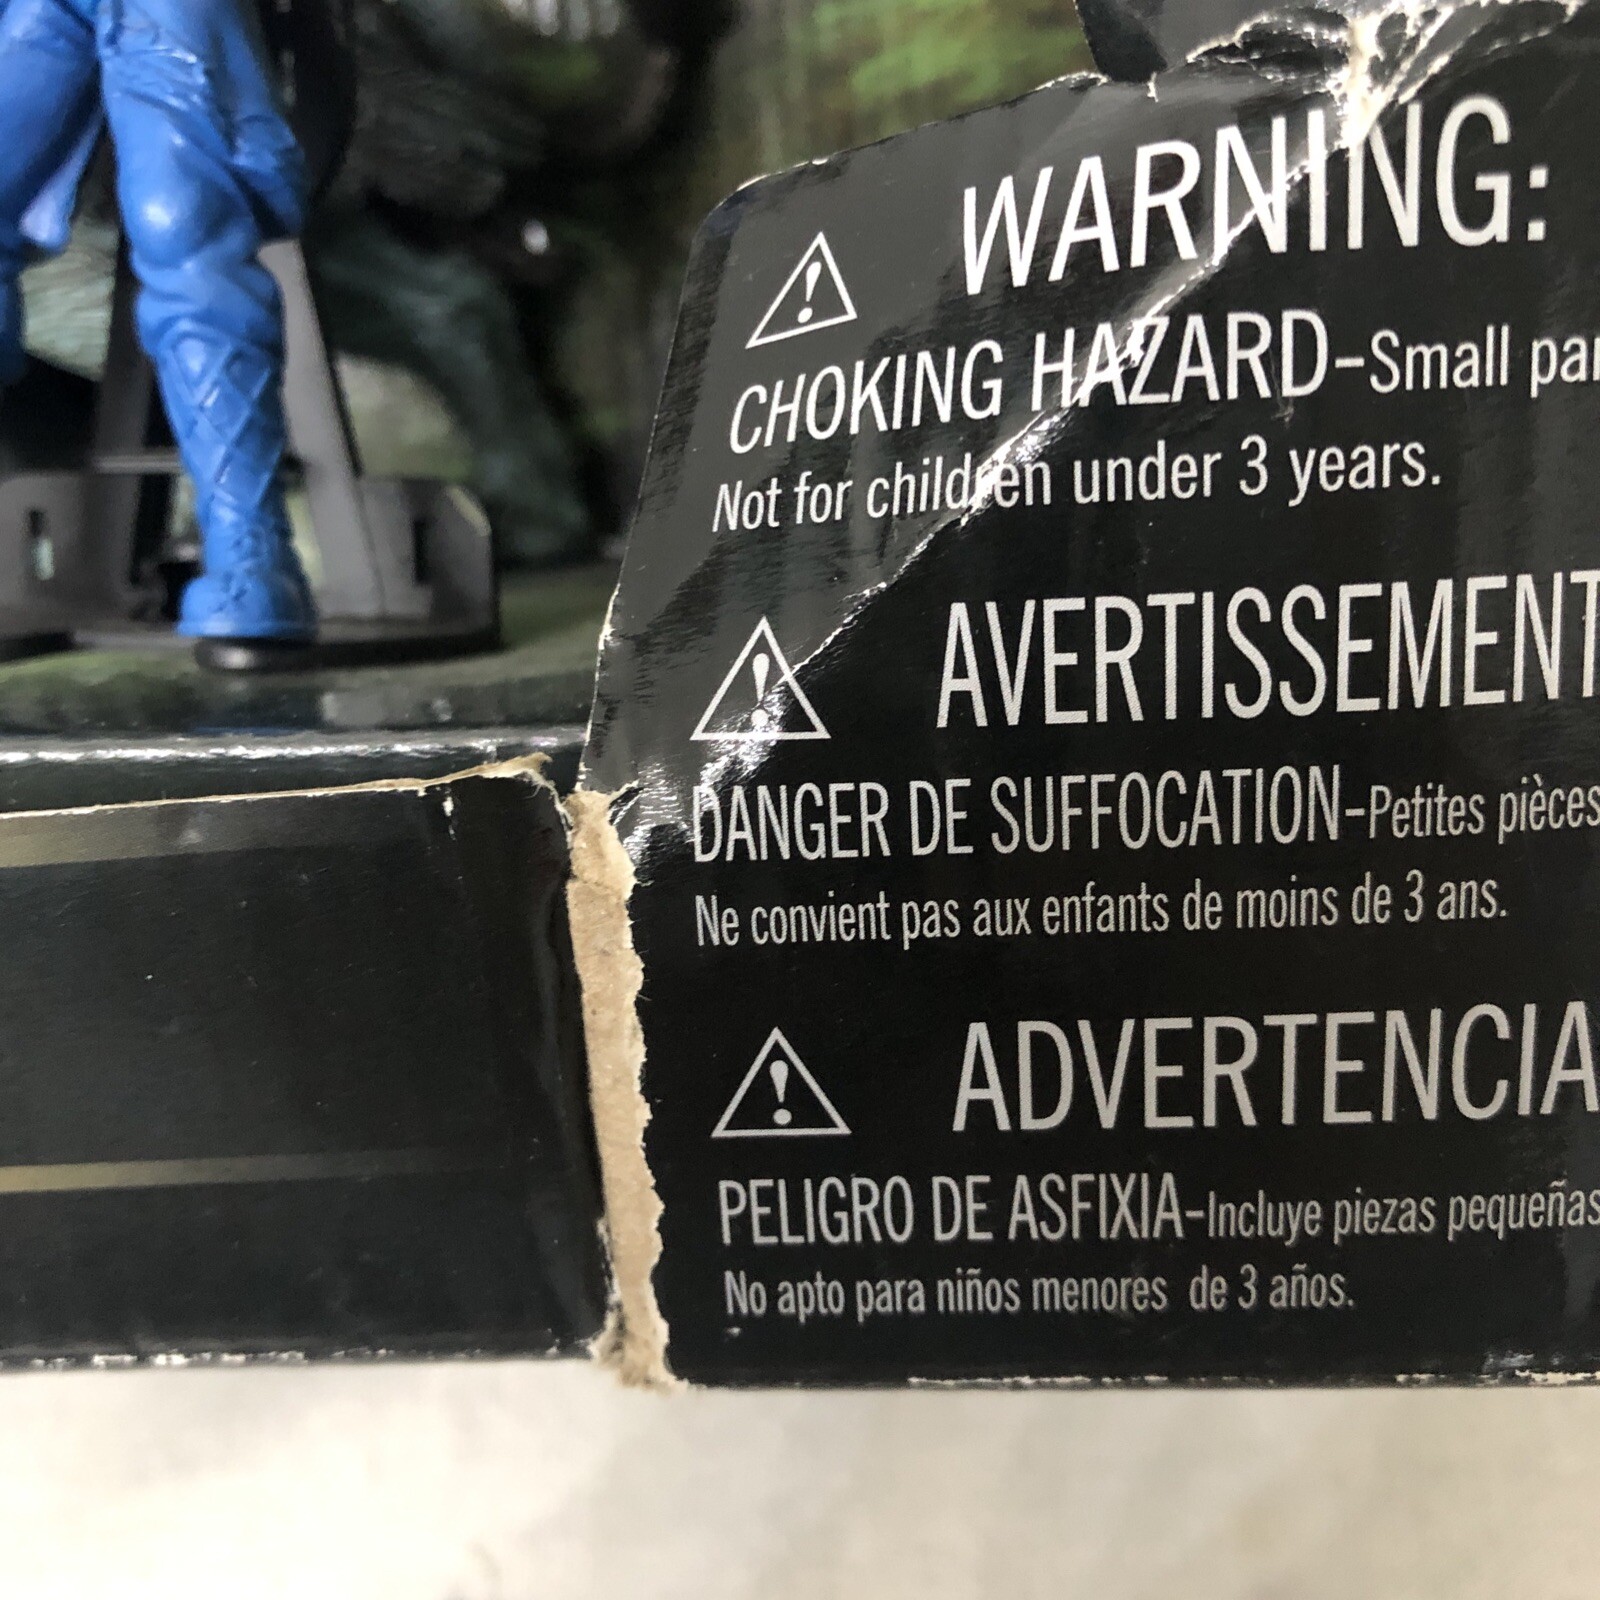 WARNING:
CHOKING HAZARD-Small
Not for children under 3 years.
AVERTISSEMENT
DANGER DE SUFFOCATION-Petites pièces
Ne convient pas aux enfants de moins de 3 ans.
ADVERTENCIA
PELIGRO DE ASFIXIA-Incluye piezas pequeñas
No apto para niños menores de 3 años.